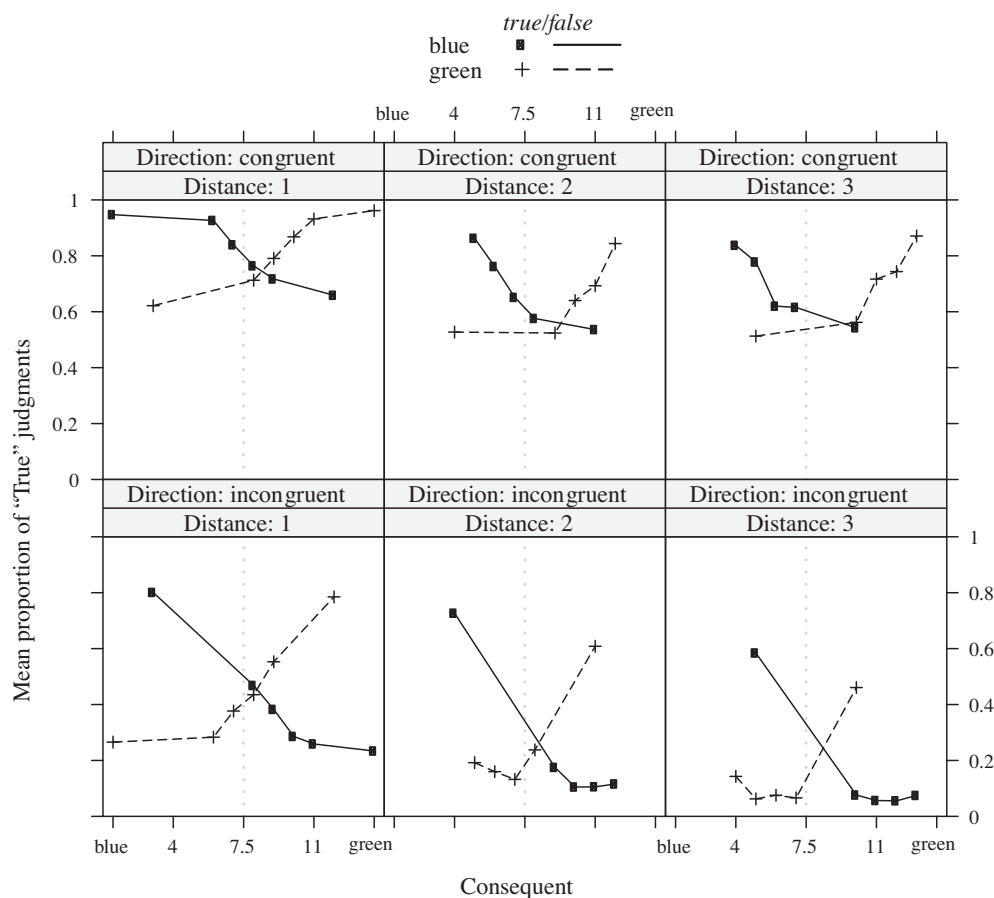 true/false
blue
green
blue 4 7.5 11 green
Direction: congruent Direction: congruent Direction: congruent
Distance: 1 Distance: 2 Distance: 3
1
0.8
0.6
0.4
0.2
0
Mean proportion of “True” judgments
Direction: incongruent Direction: incongruent Direction: incongruent
Distance: 1 Distance: 2 Distance: 3
1
0.8
0.6
0.4
0.2
0
blue 4 7.5 11 green blue 4 7.5 11 green
Consequent